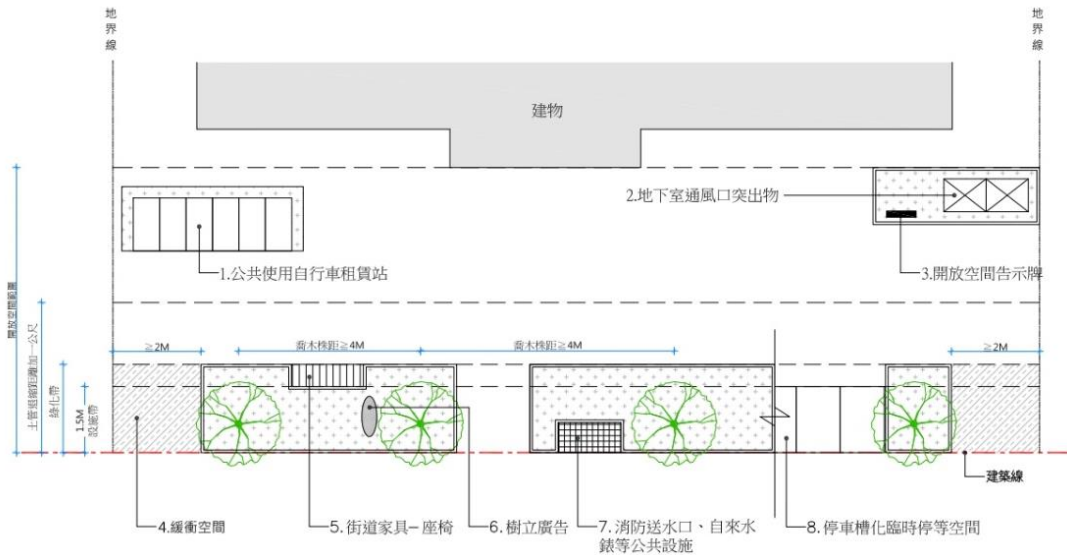 地界線
地界線
建物
2.地下室通風口突出物
1.公共使用自行車租賃站
3.開放空間告示牌
開放空間範圍
土管退縮距離加一公尺
綠化帶
1.5M
設施帶
≥2M
喬木株距≥4M
喬木株距≥4M
≥2M
建築線
4.緩衝空間
5.街道家具－座椅
6.樹立廣告
7.消防送水口、自來水
錶等公共設施
8.停車槽化臨時停等空間